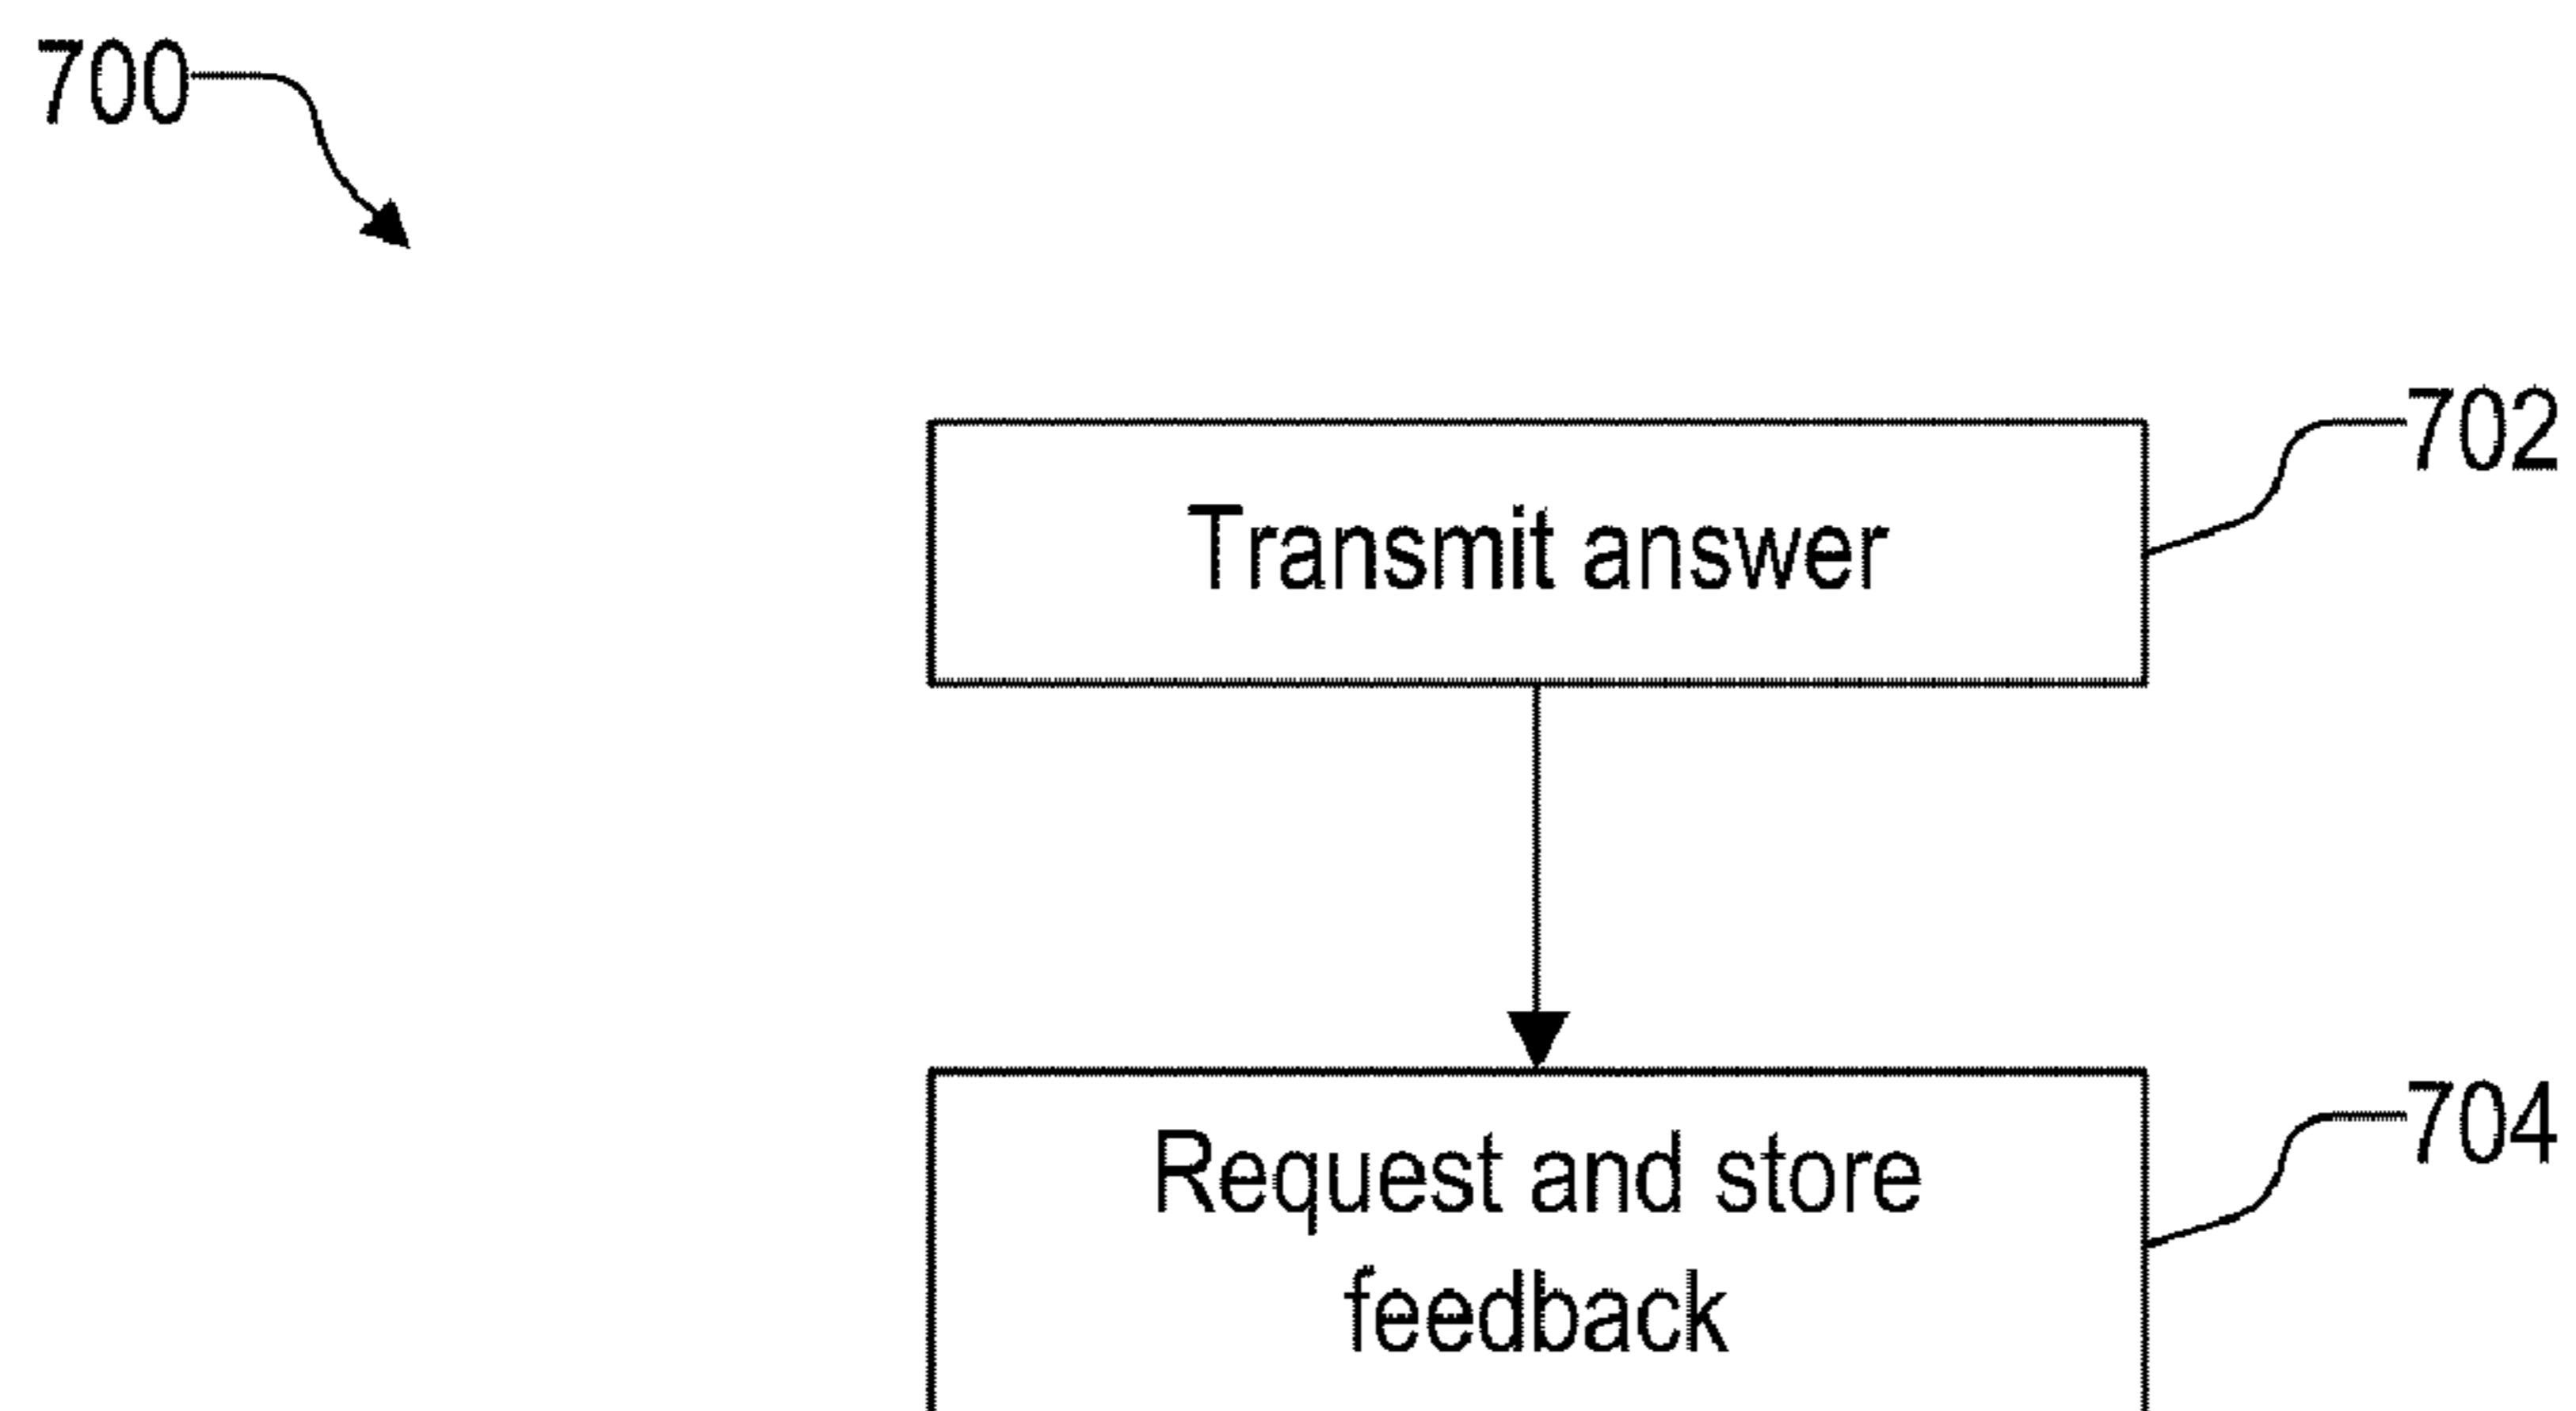 700
702
Transmit answer
704
Request and store
feedback